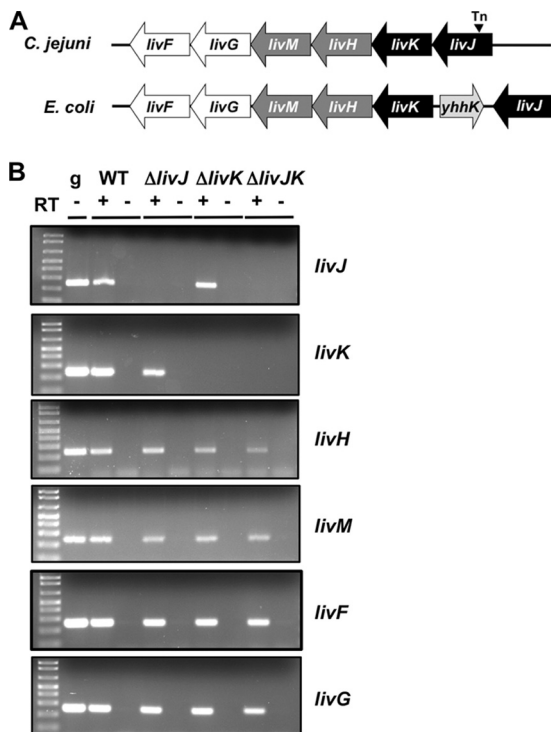 A
Tn
C. jejuni livF livG livM livH livK livJ
E. coli livF livG livM livH livK yhhK livJ
B
g WT ΔlivJ ΔlivK ΔlivJK
RT - + - + - + - + -
livJ
livK
livH
livM
livF
livG